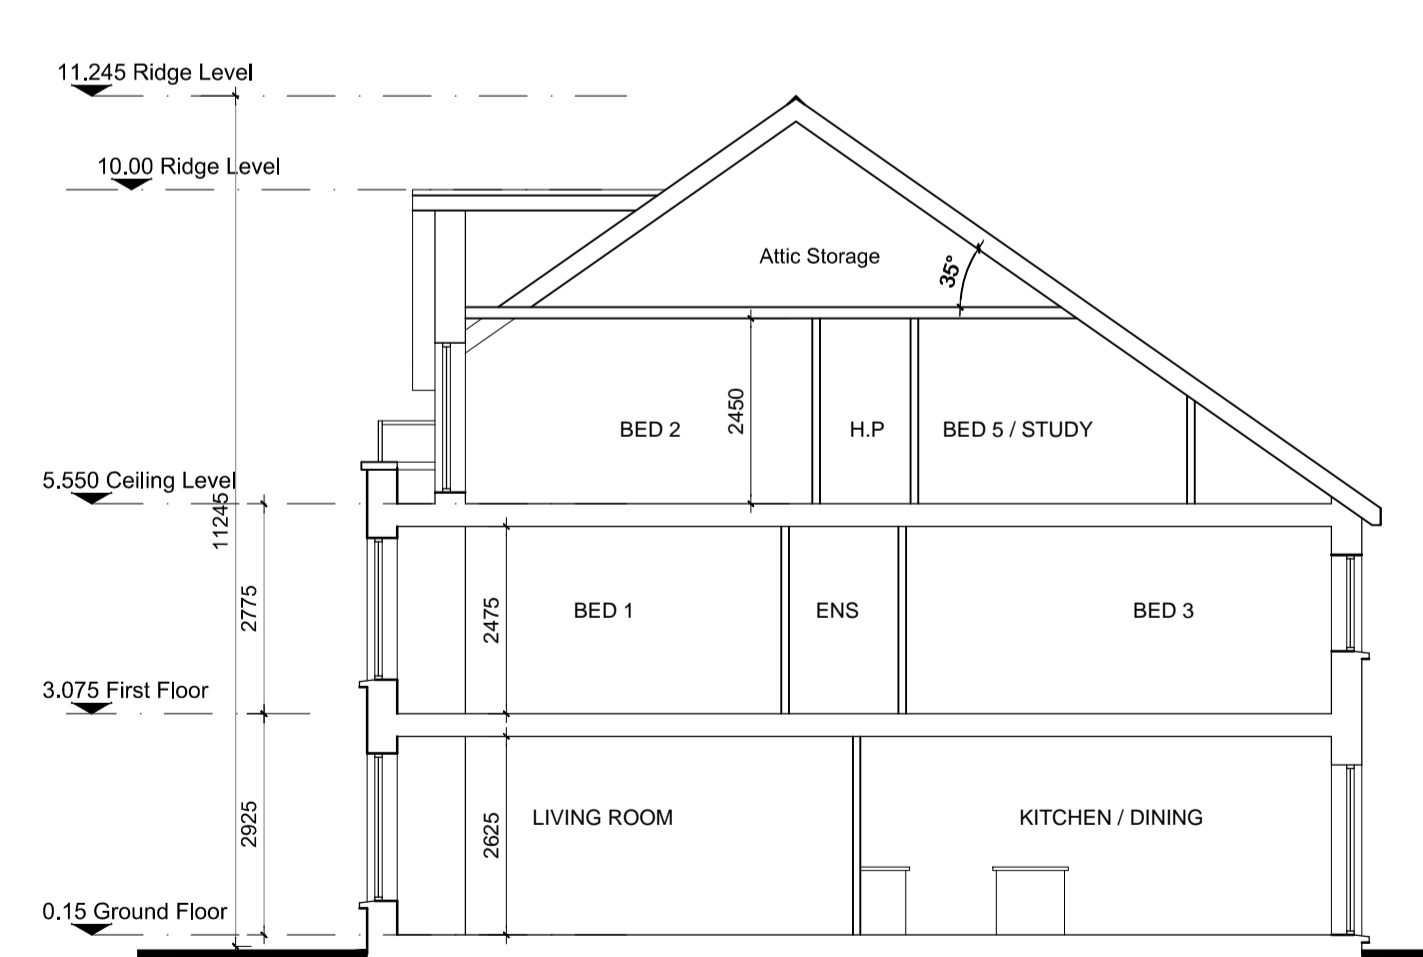 11.245 Ridge Level
10.00 Ridge Level
Attic Storage
35°
2450
BED 2
H.P
BED 5 / STUDY
5.550 Ceiling Level
11245
2775
2475
BED 1
ENS
BED 3
3.075 First Floor
2925
2625
LIVING ROOM
KITCHEN / DINING
0.15 Ground Floor